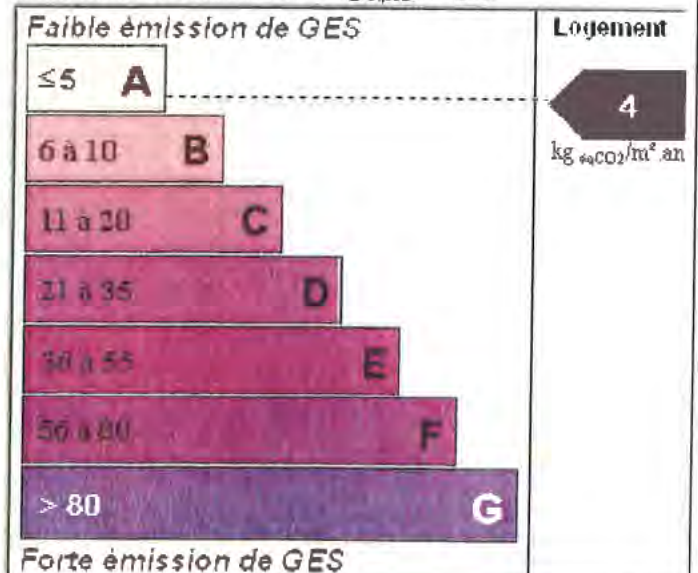 Faible émission de GES
Logement
≤5 A
4
kg éqCO2/m².an
6 à 10 B
11 à 20 C
21 à 35 D
36 à 55 E
56 à 80 F
> 80 G
Forte émission de GES